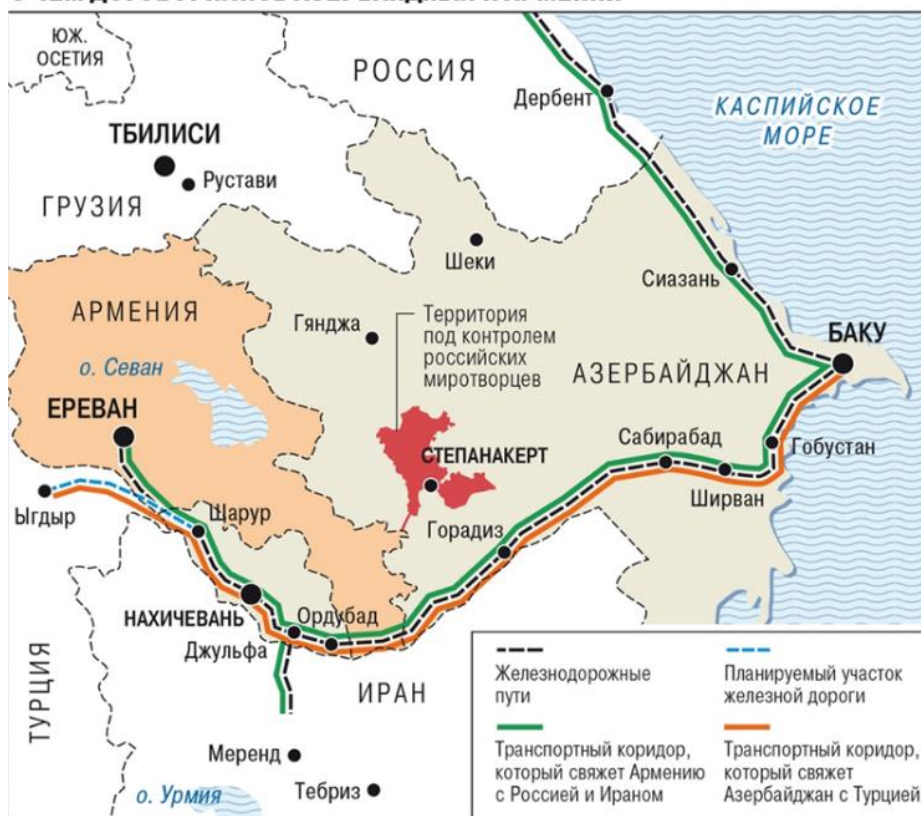 ЮЖ.
ОСЕТИЯ
РОССИЯ
Дербент
КАСПИЙСКОЕ
МОРЕ
ТБИЛИСИ
Рустави
ГРУЗИЯ
Шеки
Сиазань
АРМЕНИЯ
Гянджа
Территория
под контролем
российских
миротворцев
БАКУ
о. Севан
АЗЕРБАЙДЖАН
ЕРЕВАН
Сабирабад
Гобустан
СТЕПАНАКЕРТ
Ширван
Ыгдыр
Щарур
Горадиз
НАХИЧЕВАНЬ
Ордубад
Джульфа
ИРАН
ТУРЦИЯ
Меренд
Тебриз
о. Урмия
Железнодорожные
пути
Планируемый участок
железной дороги
Транспортный коридор,
который свяжет Армению
с Россией и Ираном
Транспортный коридор,
который свяжет
Азербайджан с Турцией